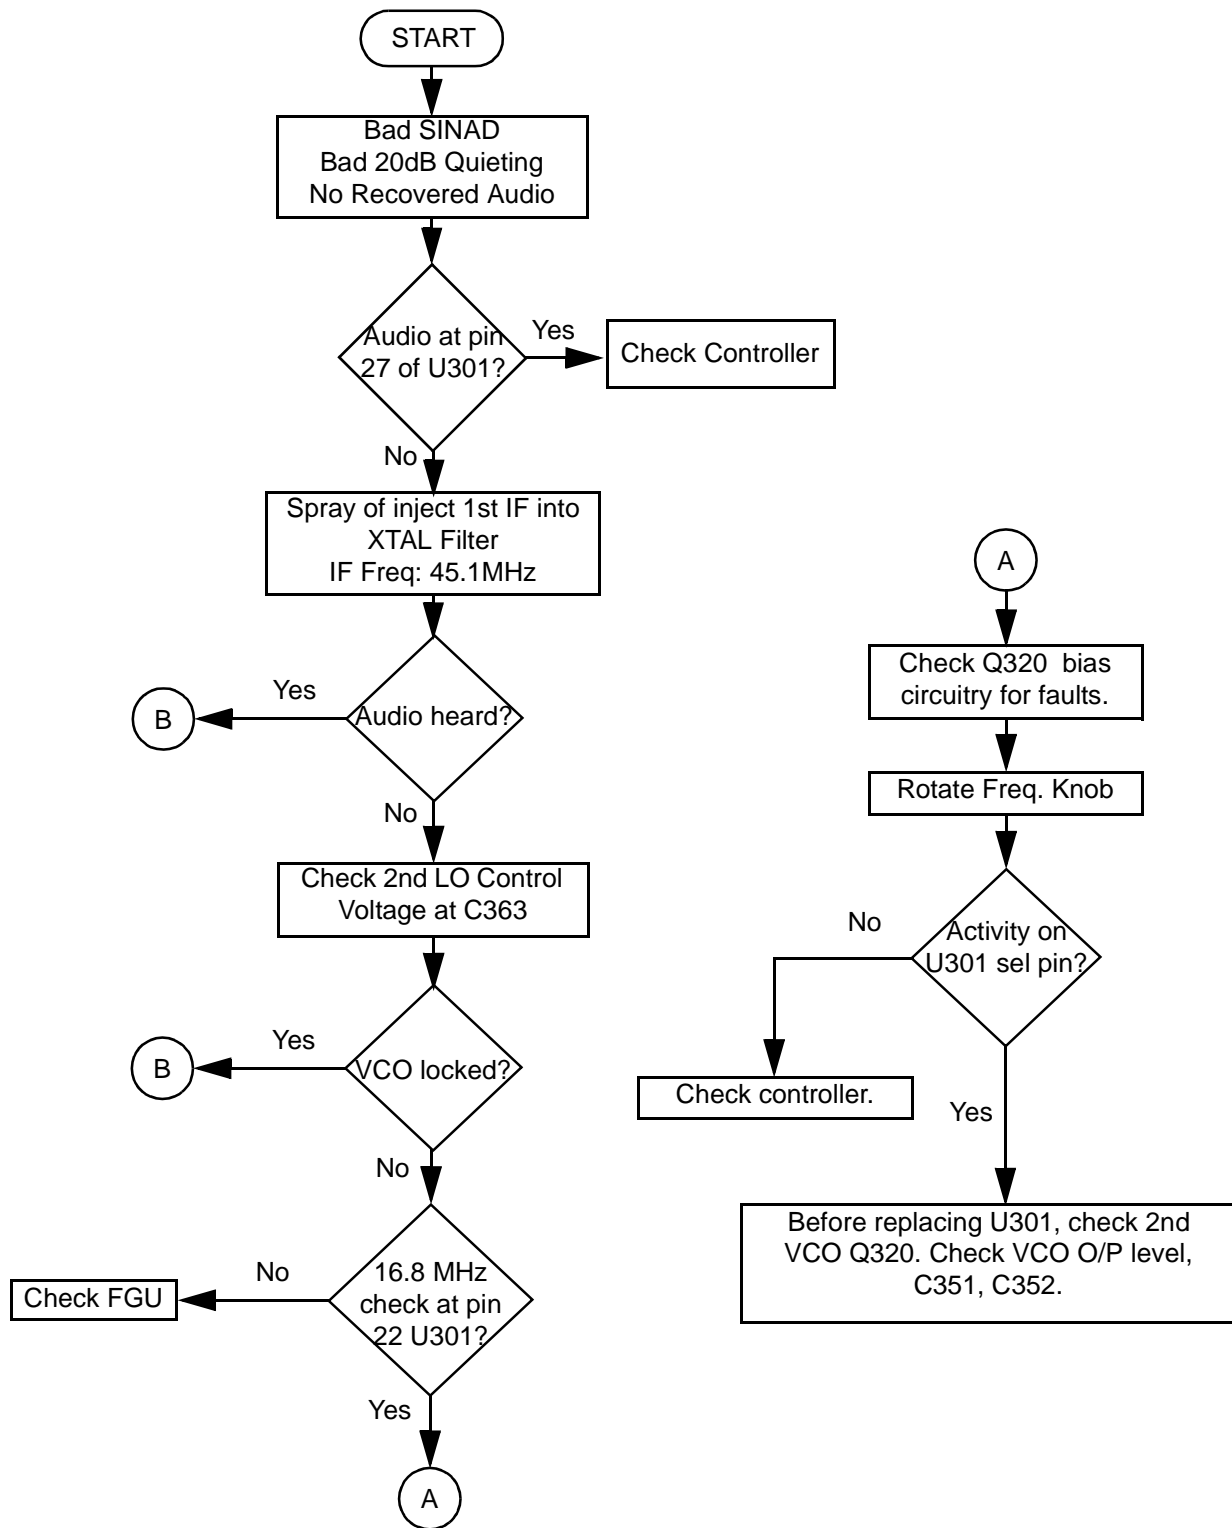 START
Bad SINAD
Bad 20dB Quieting
No Recovered Audio
Audio at pin
27 of U301?
Yes
Check Controller
No
Spray of inject 1st IF into
XTAL Filter
IF Freq: 45.1MHz
Audio heard?
Yes
B
No
Check 2nd LO Control
Voltage at C363
VCO locked?
Yes
B
No
16.8 MHz
check at pin
22 U301?
No
Check FGU
Yes
A
A
Check Q320 bias
circuitry for faults.
Rotate Freq. Knob
Activity on
U301 sel pin?
No
Check controller.
Yes
Before replacing U301, check 2nd
VCO Q320. Check VCO O/P level,
C351, C352.